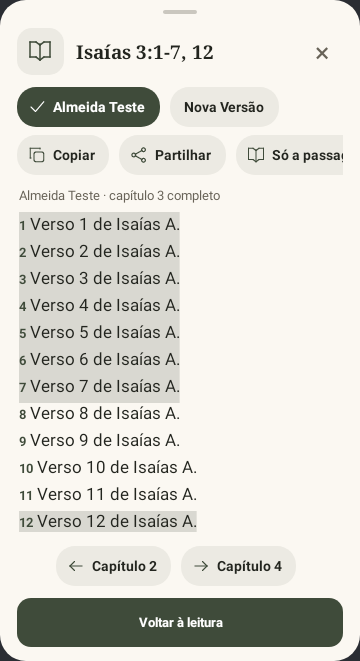 Isaías 3:1-7, 12
Almeida Teste
Nova Versão
Copiar
Partilhar
Só a
Almeida Teste · capítulo 3 completo
1 Verso 1 de Isaías A.
2 Verso 2 de Isaías A.
3 Verso 3 de Isaías A.
4 Verso 4 de Isaías A.
5 Verso 5 de Isaías A.
6 Verso 6 de Isaías A.
7 Verso 7 de Isaías A.
8 Verso 8 de Isaías A.
9 Verso 9 de Isaías A.
10 Verso 10 de Isaías A.
11 Verso 11 de Isaías A.
12 Verso 12 de Isaías A.
Capítulo 2
Capítulo 4
Voltar à leitura